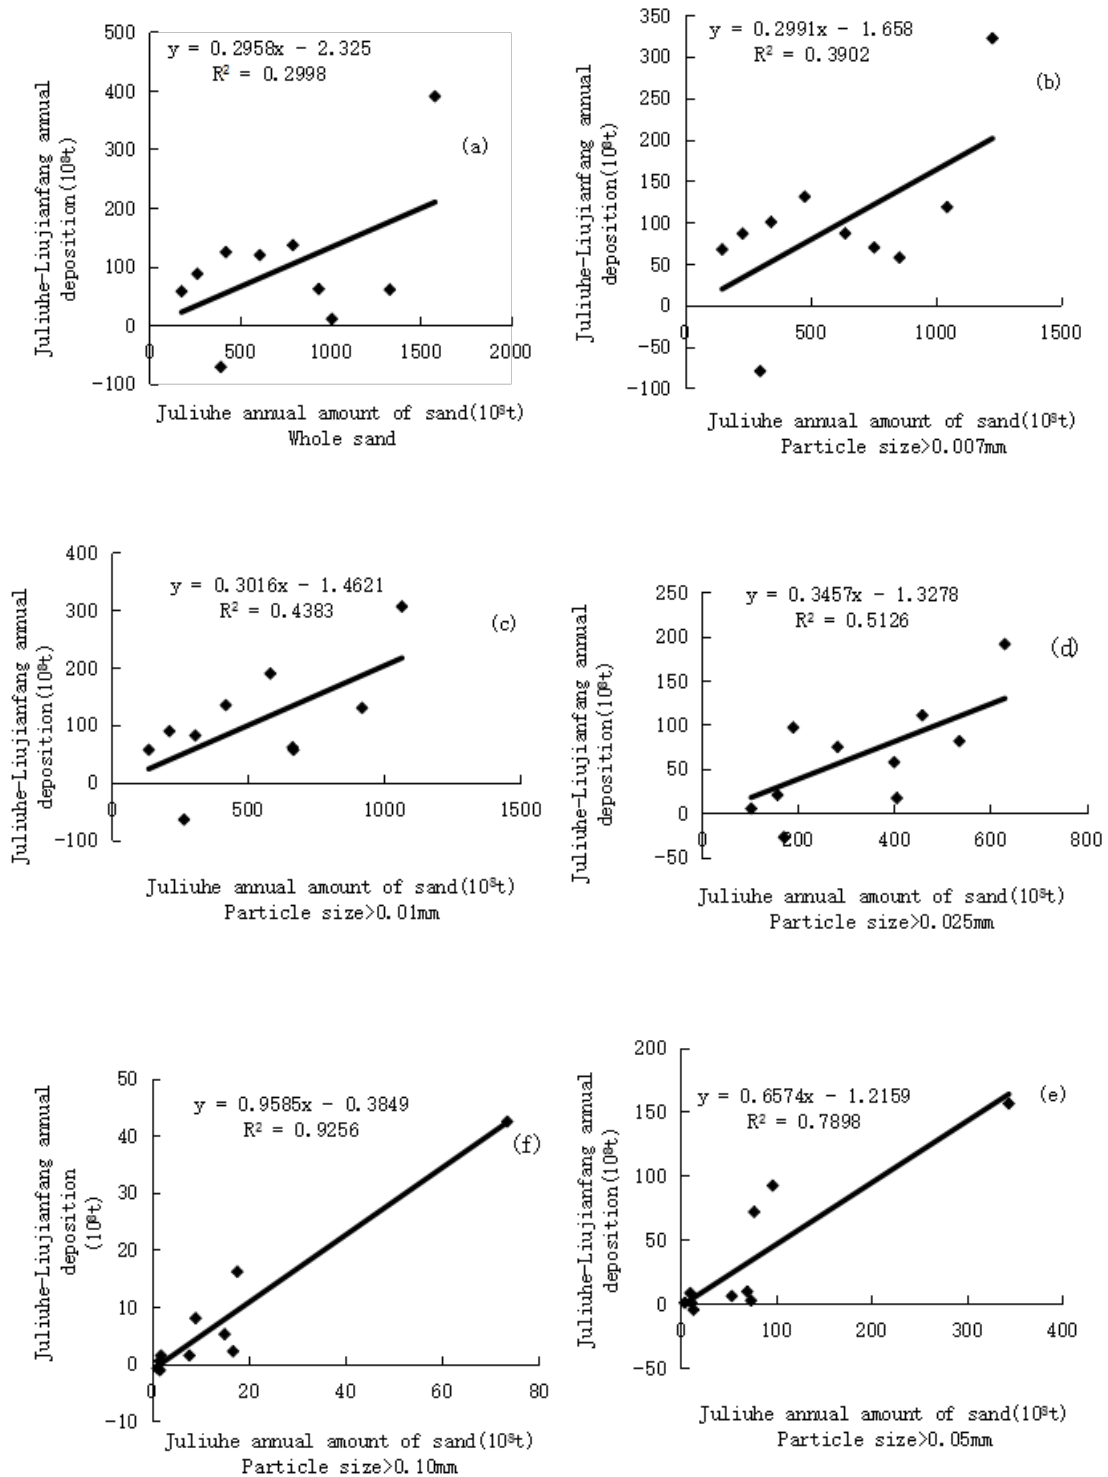 y = 0.2958x - 2.325
R² = 0.2998
(a)
Juliuhe-Liujianfang annual
deposition(10⁸t)
500
400
300
200
100
0
-100
0 500 1000 1500 2000
Juliuhe annual amount of sand(10⁸t)
Whole sand
y = 0.2991x - 1.658
R² = 0.3902
(b)
Juliuhe-Liujianfang annual
deposition(10⁸t)
350
300
250
200
150
100
50
0
-50
-100
0 500 1000 1500
Juliuhe annual amount of sand(10⁸t)
Particle size>0.007mm
y = 0.3016x - 1.4621
R² = 0.4383
(c)
Juliuhe-Liujianfang annual
deposition(10⁸t)
400
300
200
100
0
-100
0 500 1000 1500
Juliuhe annual amount of sand(10⁸t)
Particle size>0.01mm
y = 0.3457x - 1.3278
R² = 0.5126
(d)
Juliuhe-Liujianfang annual
deposition(10⁸t)
250
200
150
100
50
0
-50
0 200 400 600 800
Juliuhe annual amount of sand(10⁸t)
Particle size>0.025mm
y = 0.9585x - 0.3849
R² = 0.9256
(f)
Juliuhe-Liujianfang annual
deposition
(10⁸t)
50
40
30
20
10
0
-10
0 20 40 60 80
Juliuhe annual amount of sand(10⁸t)
Particle size>0.10mm
y = 0.6574x - 1.2159
R² = 0.7898
(e)
Juliuhe-Liujianfang annual
deposition(10⁸t)
200
150
100
50
0
-50
0 100 200 300 400
Juliuhe annual amount of sand(10⁸t)
Particle size>0.05mm